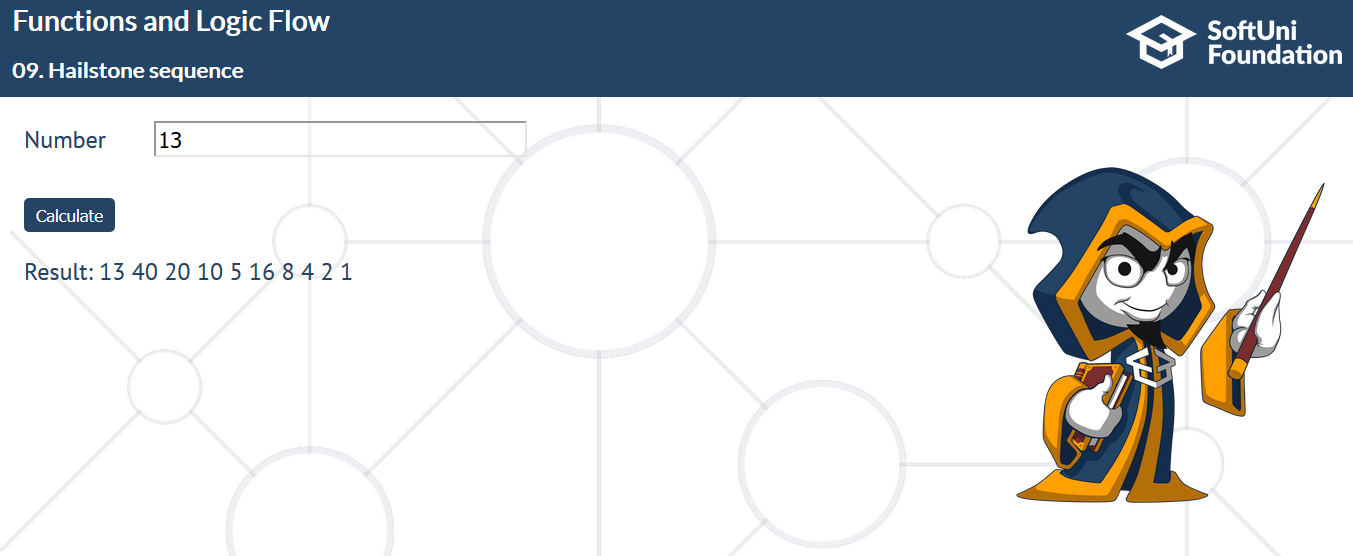 Functions and Logic Flow
SoftUni
Foundation
09. Hailstone sequence
Number
13
Calculate
Result: 13 40 20 10 5 16 8 4 2 1